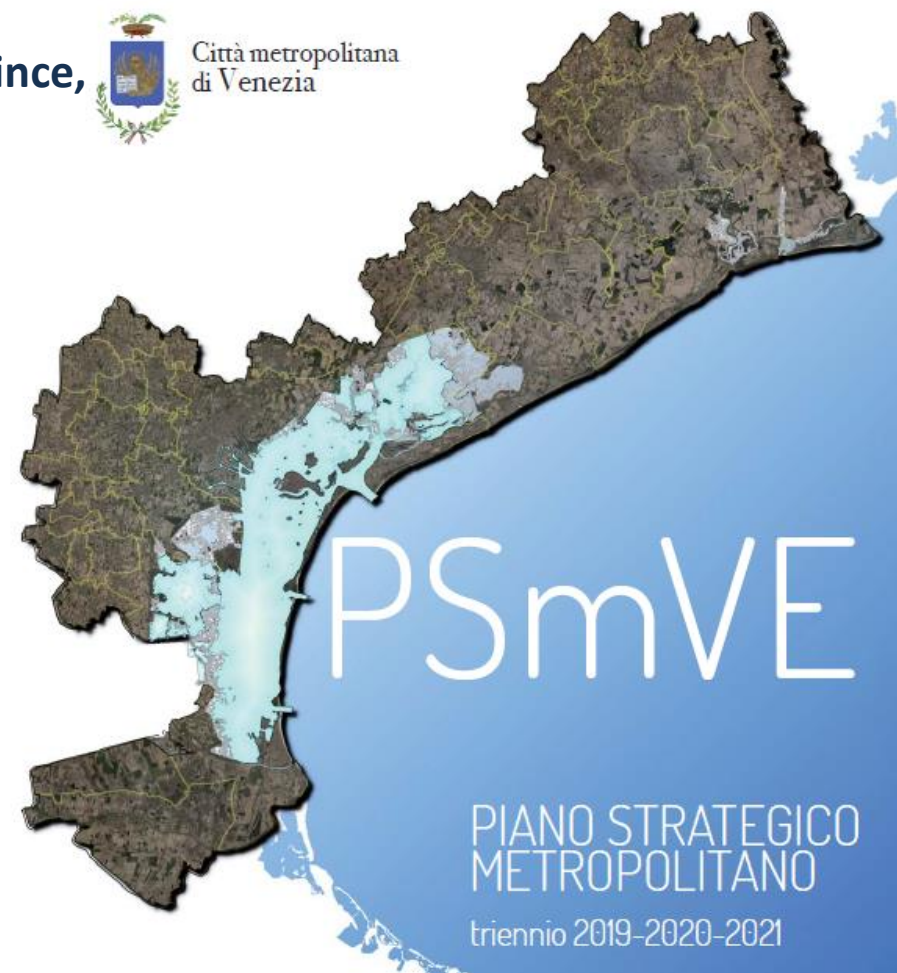 ince,
Città metropolitana
di Venezia
PSmVE
PIANO STRATEGICO
METROPOLITANO
triennio 2019-2020-2021